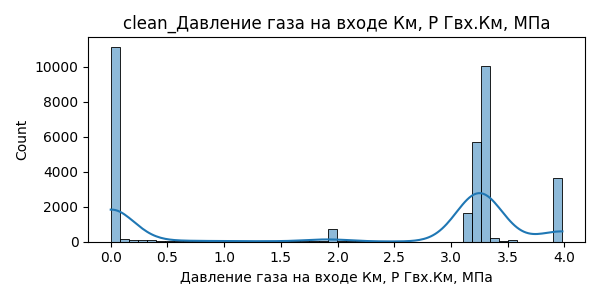 clean_Давление газа на входе Км, Р Гвх.Км, МПа
Count
10000
8000
6000
4000
2000
0
0.0 0.5 1.0 1.5 2.0 2.5 3.0 3.5 4.0
Давление газа на входе Км, Р Гвх.Км, МПа